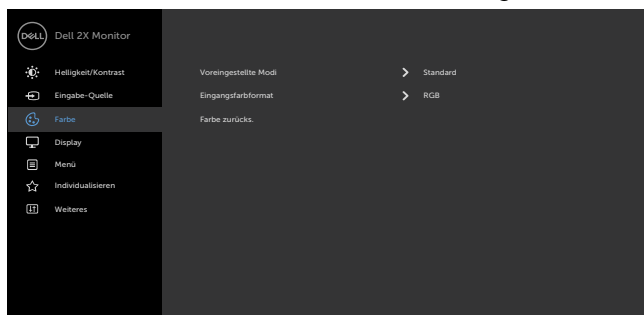 DELL Dell 2X Monitor
Helligkeit/Kontrast Voreingestellte Modi Standard
Eingabe-Quelle Eingangsfarbformat RGB
Farbe Farbe zurücks.
Display
Menü
Individualisieren
Weiteres